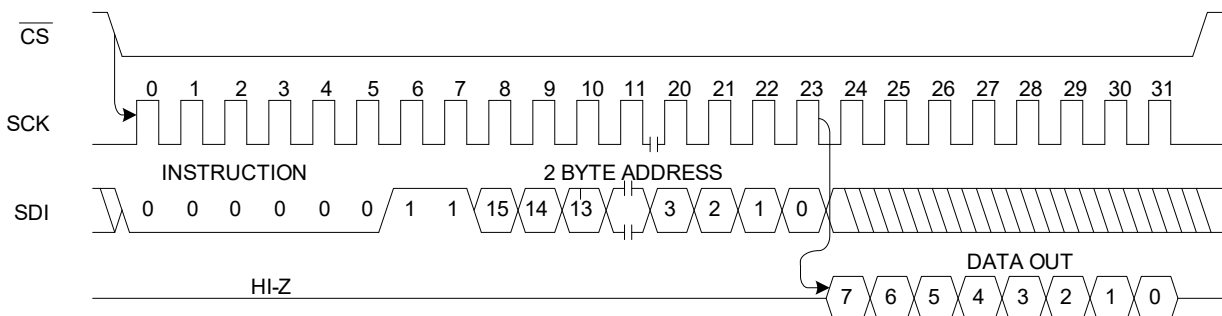 CS
0 1 2 3 4 5 6 7 8 9 10 11 20 21 22 23 24 25 26 27 28 29 30 31
SCK
INSTRUCTION 2 BYTE ADDRESS
SDI 0 0 0 0 0 0 1 1 15 14 13 3 2 1 0
DATA OUT
HI-Z
7 6 5 4 3 2 1 0